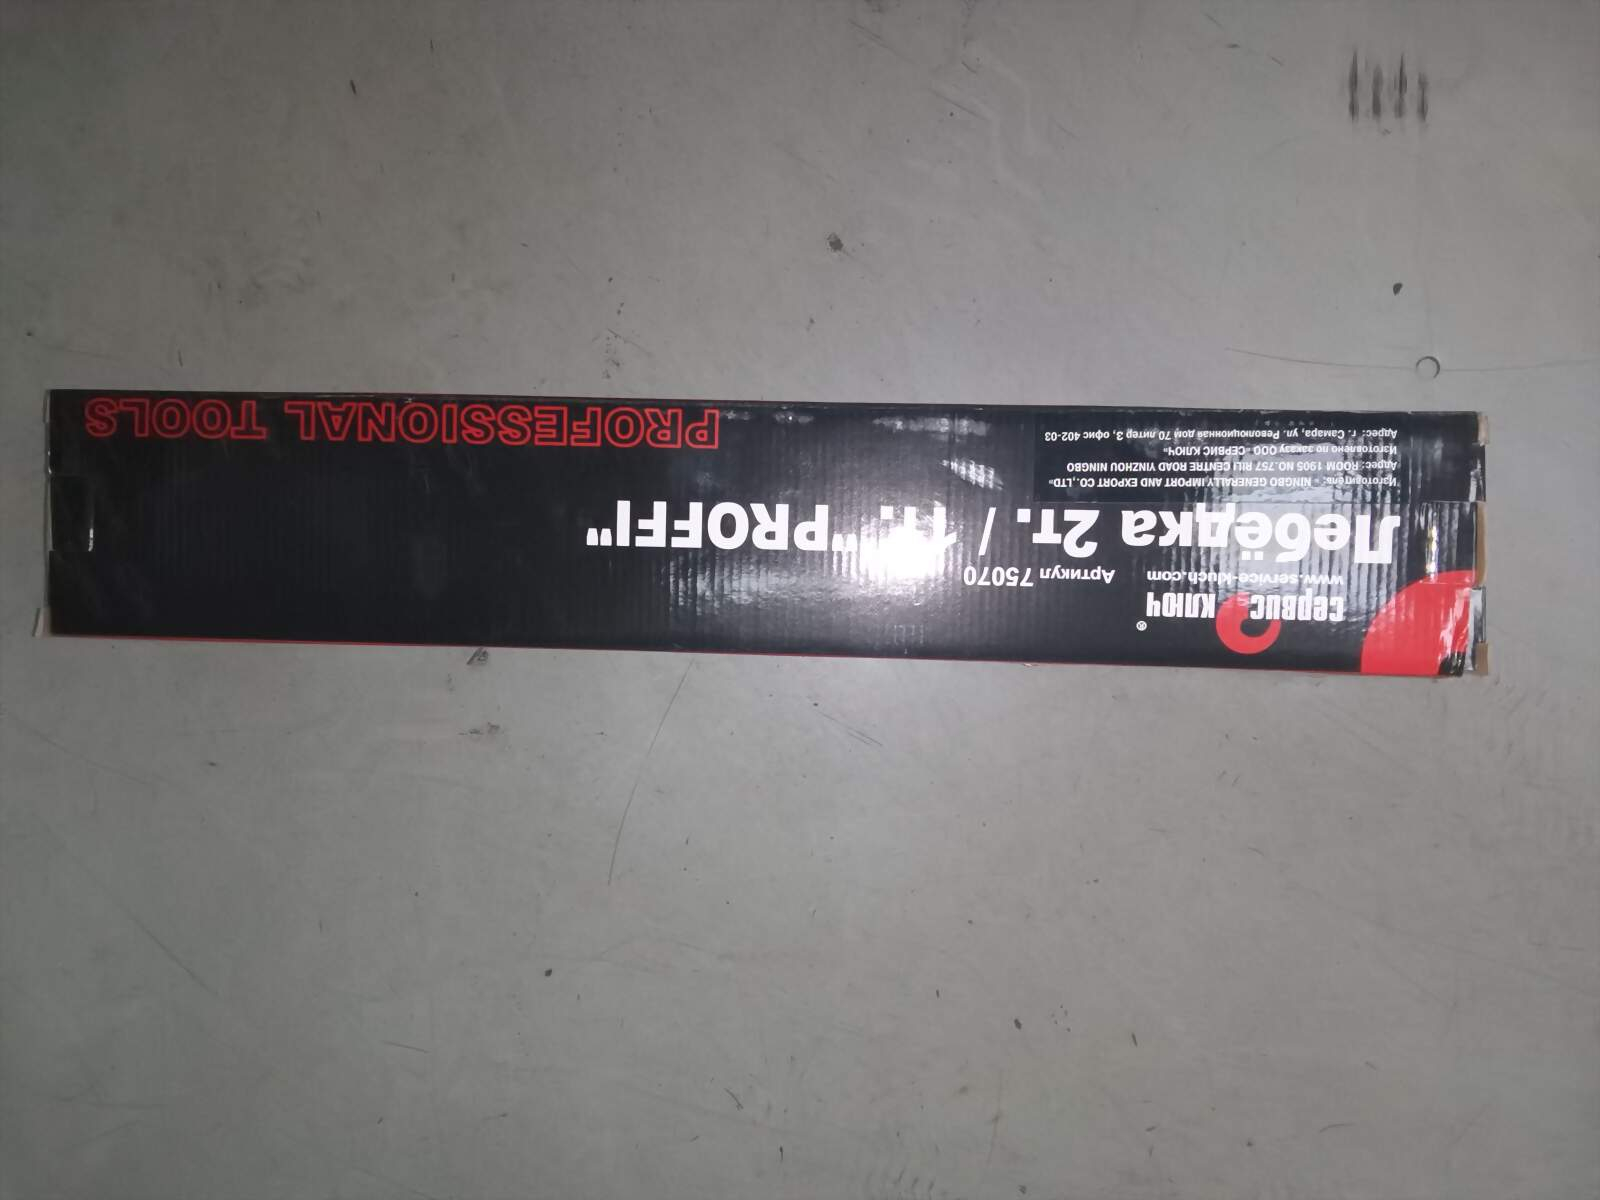 сервис ключ®
www.service-kluch.com
Артикул 75070
Лебёдка 2т. / 1т. "PROFFI"
Изготовитель: « NINGBO GENERALLY IMPORT AND EXPORT CO.,LTD»
Адрес: ROOM 1905 NO.757 RILI CENTRE ROAD YINZHOU NINGBO
Изготовлено по заказу ООО «СЕРВИС КЛЮЧ»
Адрес: г. Самара, ул. Революционная дом 70 литер 3, офис 402-03
PROFESSIONAL TOOLS